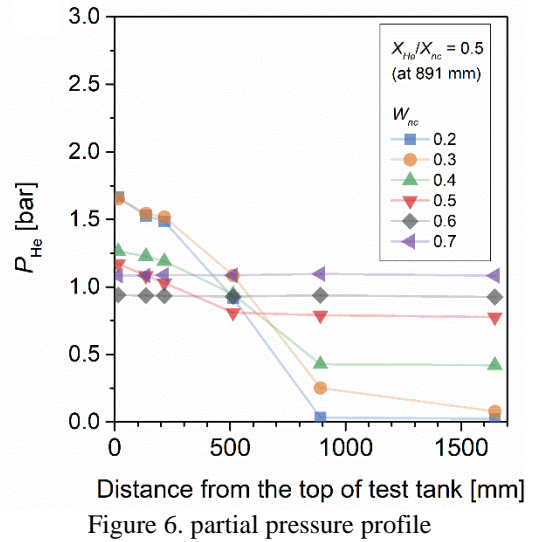 3.0
2.5
2.0
1.5
1.0
0.5
0.0
P_He [bar]
X_He/X_nc = 0.5
(at 891 mm)
W_nc
0.2
0.3
0.4
0.5
0.6
0.7
0 500 1000 1500
Distance from the top of test tank [mm]
Figure 6. partial pressure profile